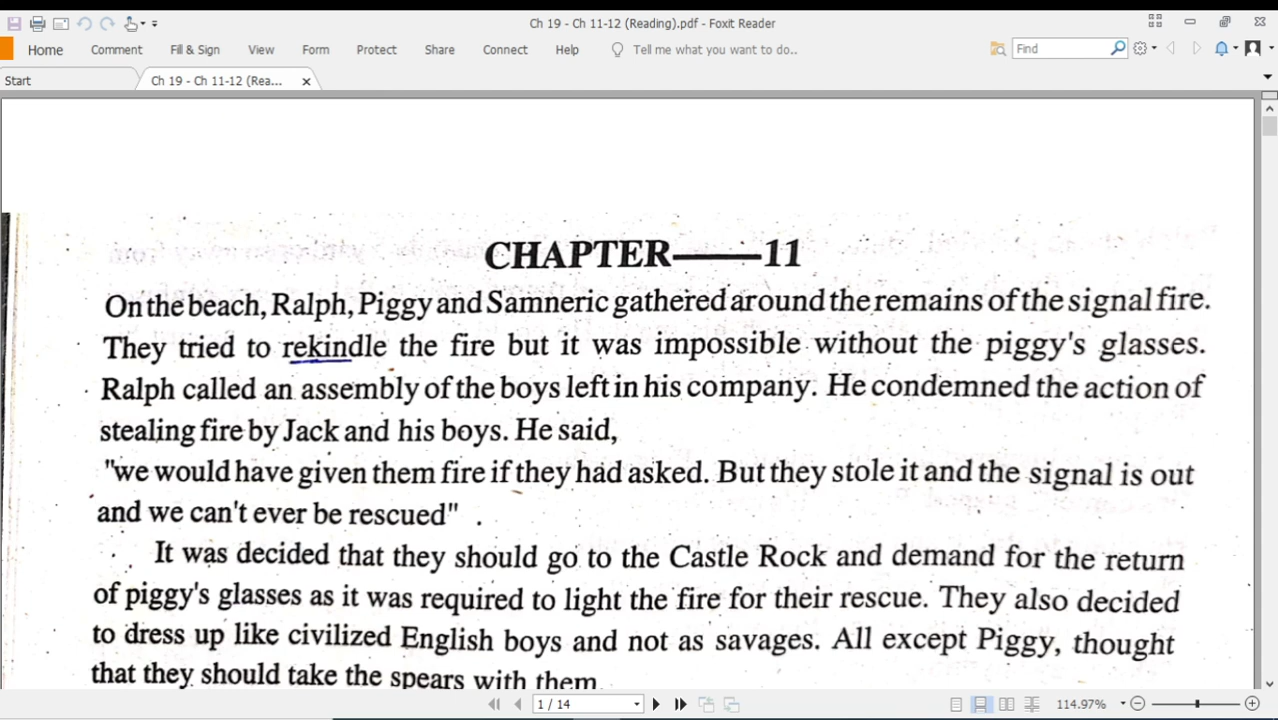 Ch 19 - Ch 11-12 (Reading).pdf - Foxit Reader
Home Comment Fill & Sign View Form Protect Share Connect Help Tell me what you want to do.. Find
Start Ch 19 - Ch 11-12 (Rea...
CHAPTER——11
On the beach, Ralph, Piggy and Samneric gathered around the remains of the signal fire.
They tried to rekindle the fire but it was impossible without the piggy's glasses.
Ralph called an assembly of the boys left in his company. He condemned the action of
stealing fire by Jack and his boys. He said,
"we would have given them fire if they had asked. But they stole it and the signal is out
and we can't ever be rescued" .
It was decided that they should go to the Castle Rock and demand for the return
of piggy's glasses as it was required to light the fire for their rescue. They also decided
to dress up like civilized English boys and not as savages. All except Piggy, thought
that they should take the spears with them.
1 / 14 114.97%